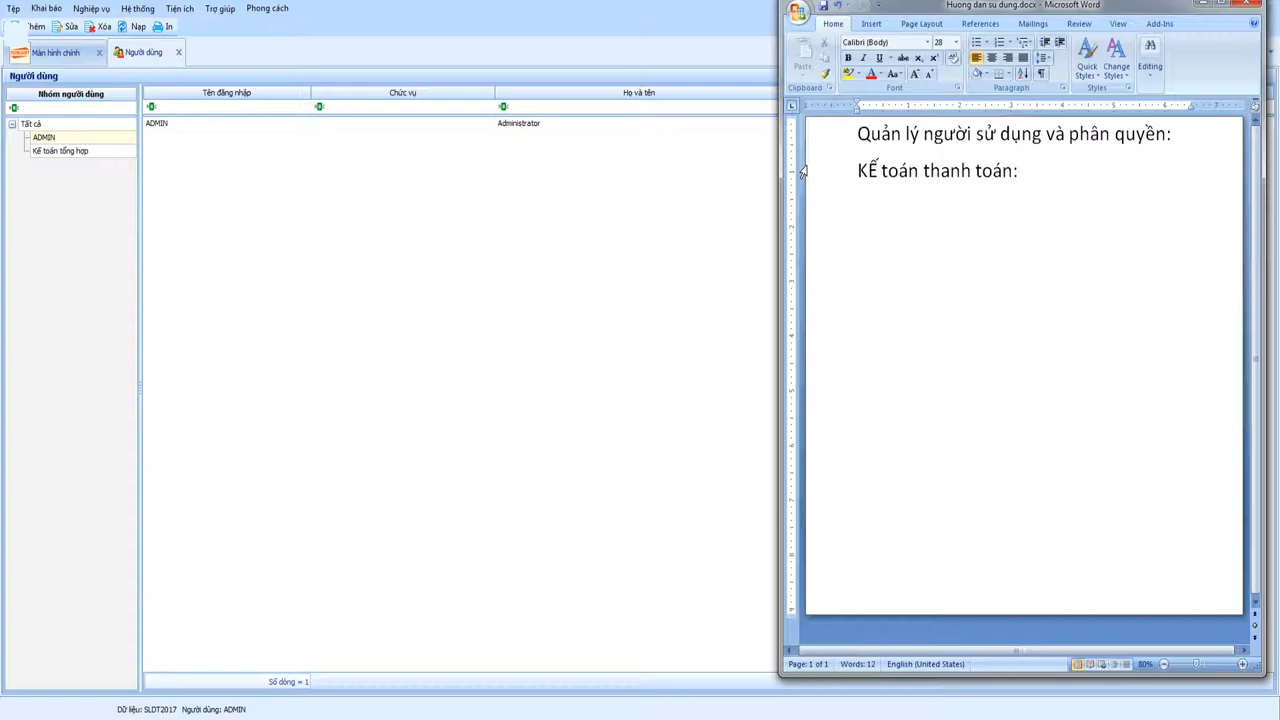 Huong dan su dung.docx - Microsoft Word
Tệp Khai báo Nghiệp vụ Hệ thống Tiện ích Trợ giúp Phong cách
Sửa Xóa Nạp In
Màn hình chính Người dùng
Người dùng
Nhóm người dùng
Tất cả
ADMIN
Kế toán tổng hợp
Tên đăng nhập Chức vụ Họ và tên
ADMIN Administrator
Số dòng = 1
Dữ liệu: SLDT2017 Người dùng: ADMIN
Home Insert Page Layout References Mailings Review View Add-Ins
Paste
Calibri (Body) 28
Quick Styles
Change Styles
Editing
Clipboard Font Paragraph Styles
Quản lý người sử dụng và phân quyền:
KẾ toán thanh toán:
Page: 1 of 1 Words: 12 English (United States) 80%